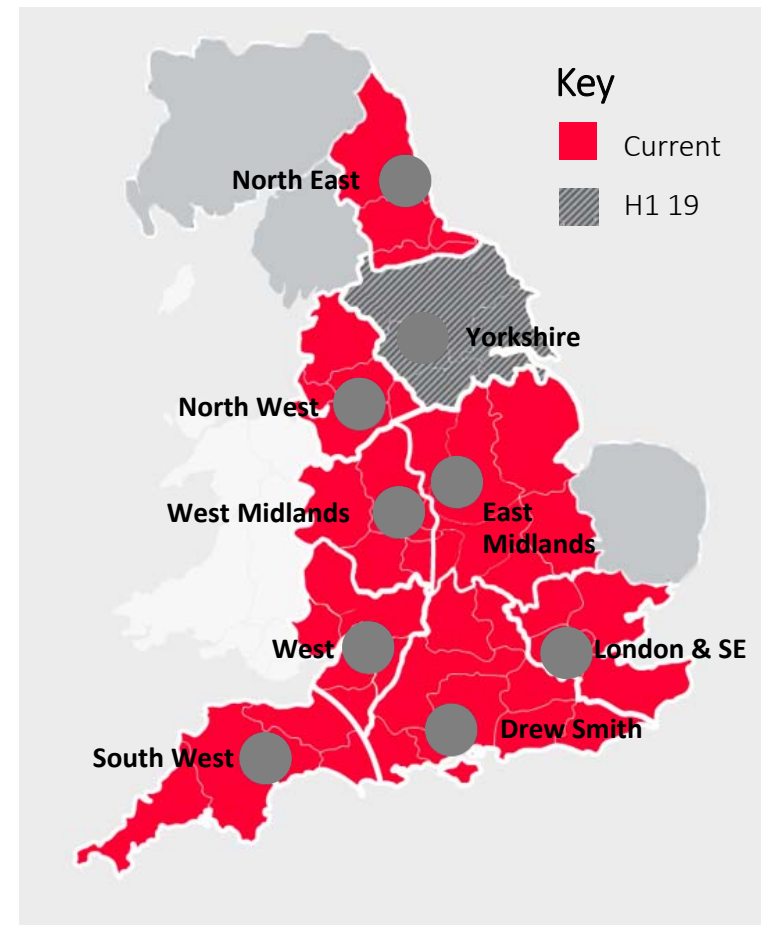 Key
Current
H1 19
North East
Yorkshire
North West
West Midlands
East
Midlands
West
London & SE
Drew Smith
South West